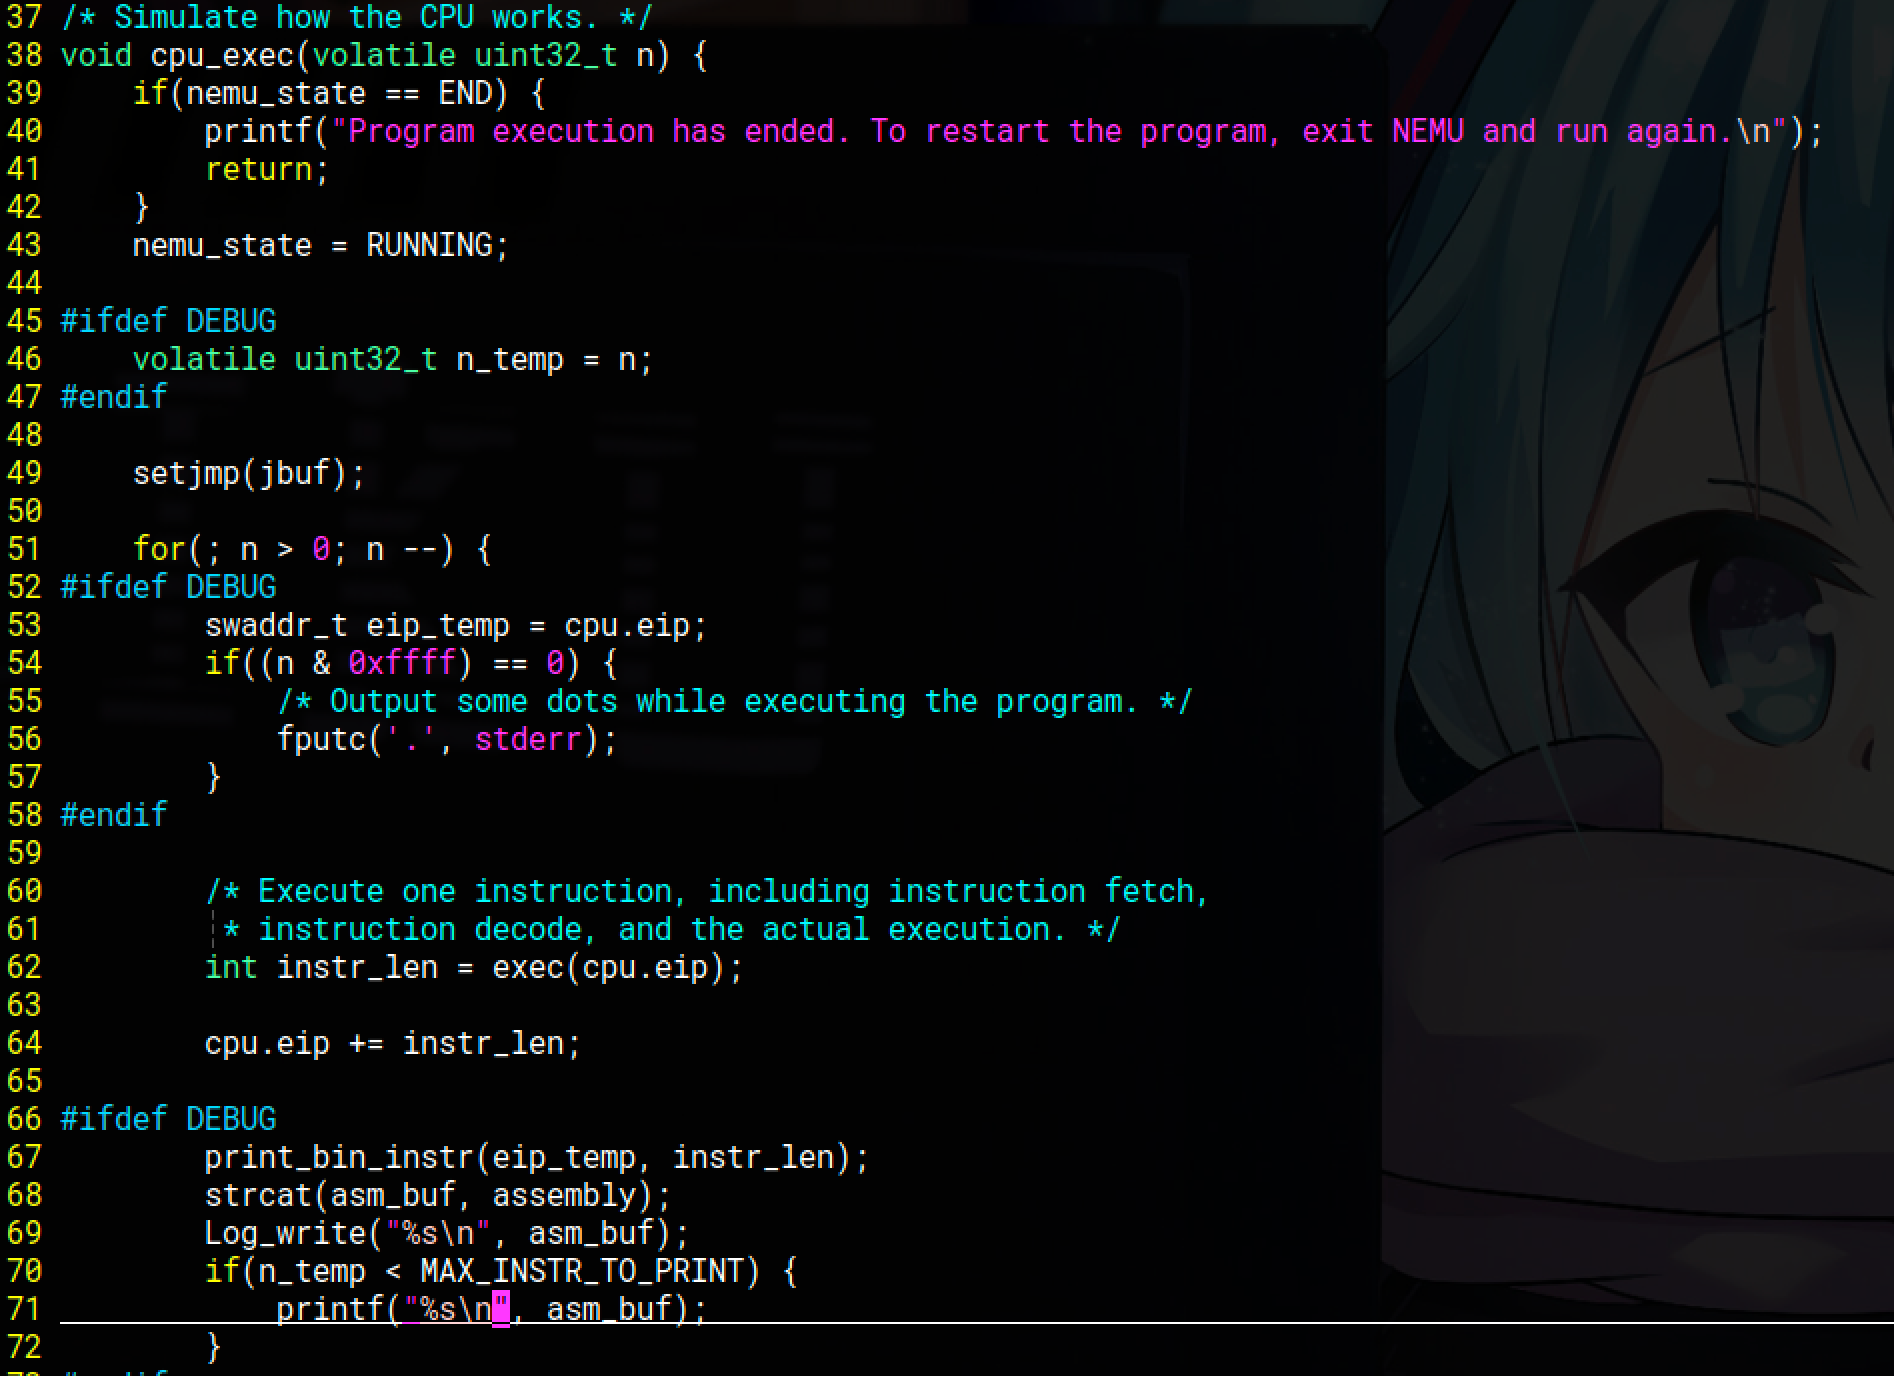 37 /* Simulate how the CPU works. */
38 void cpu_exec(volatile uint32_t n) {
39     if(nemu_state == END) {
40         printf("Program execution has ended. To restart the program, exit NEMU and run again.\n");
41         return;
42     }
43     nemu_state = RUNNING;
44
45 #ifdef DEBUG
46     volatile uint32_t n_temp = n;
47 #endif
48
49     setjmp(jbuf);
50
51     for(; n > 0; n --) {
52 #ifdef DEBUG
53         swaddr_t eip_temp = cpu.eip;
54         if((n & 0xffff) == 0) {
55             /* Output some dots while executing the program. */
56             fputc('.', stderr);
57         }
58 #endif
59
60         /* Execute one instruction, including instruction fetch,
61          * instruction decode, and the actual execution. */
62         int instr_len = exec(cpu.eip);
63
64         cpu.eip += instr_len;
65
66 #ifdef DEBUG
67         print_bin_instr(eip_temp, instr_len);
68         strcat(asm_buf, assembly);
69         Log_write("%s\n", asm_buf);
70         if(n_temp < MAX_INSTR_TO_PRINT) {
71             printf("%s\n", asm_buf);
72         }